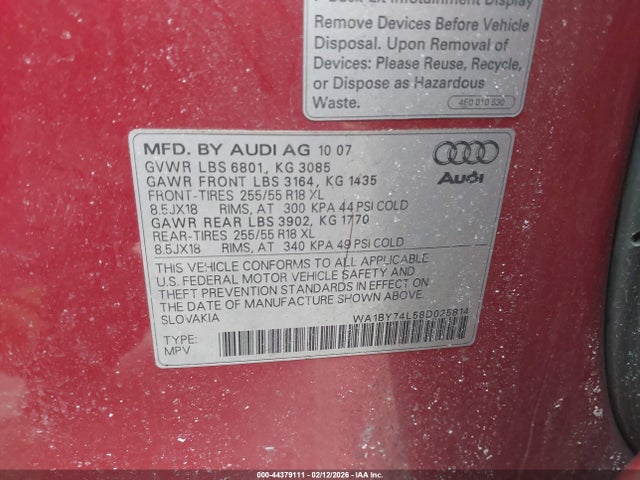 Back-Lit Infotainment Display
Remove Devices Before Vehicle
Disposal. Upon Removal of
Devices: Please Reuse, Recycle,
or Dispose as Hazardous
Waste.
4E0 010 830
MFD. BY AUDI AG 10 07
GVWR LBS 6801, KG 3085
GAWR FRONT LBS 3164, KG 1435
FRONT-TIRES 255/55 R18 XL
8.5JX18 RIMS, AT 300 KPA 44 PSI COLD
GAWR REAR LBS 3902, KG 1770
REAR-TIRES 255/55 R18 XL
8.5JX18 RIMS, AT 340 KPA 49 PSI COLD
Audi
THIS VEHICLE CONFORMS TO ALL APPLICABLE
U.S. FEDERAL MOTOR VEHICLE SAFETY AND
THEFT PREVENTION STANDARDS IN EFFECT ON
THE DATE OF MANUFACTURE SHOWN ABOVE.
SLOVAKIA
WA1BY74L58D025814
TYPE:
MPV
000-44379111 - 02/12/2026 - IAA Inc.